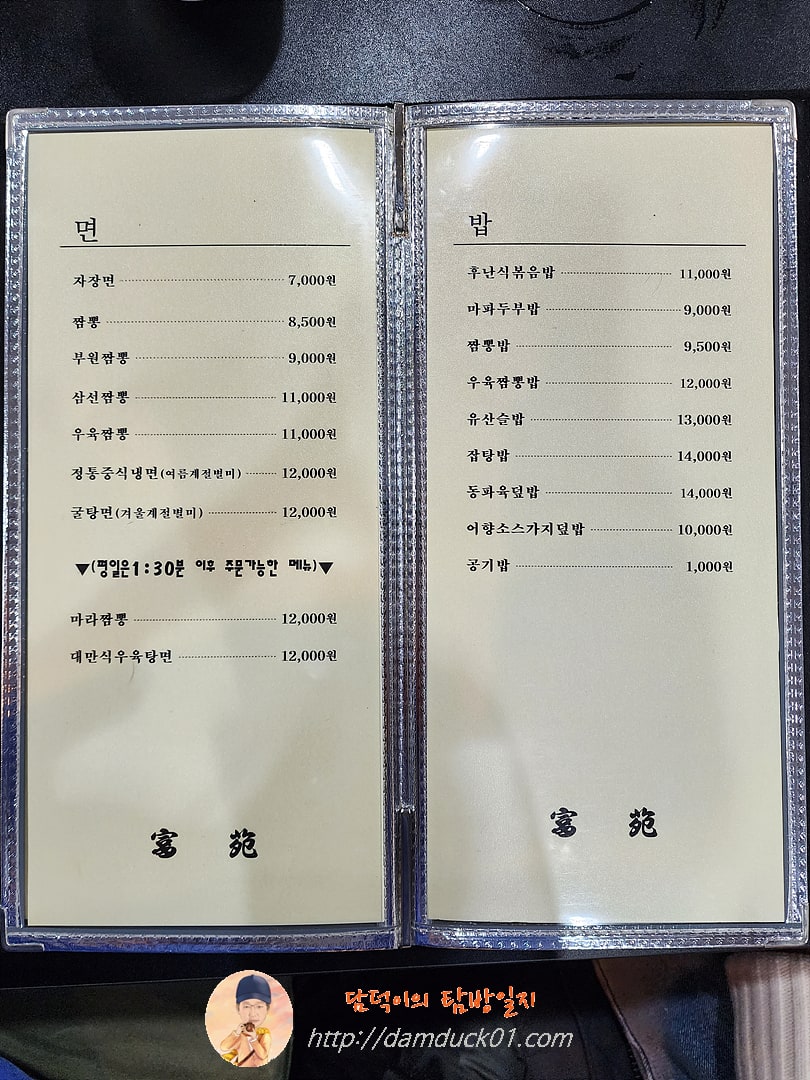 면
자장면 7,000원
짬뽕 8,500원
부원짬뽕 9,000원
삼선짬뽕 11,000원
우육짬뽕 11,000원
정통중식냉면(여름계절별미) 12,000원
굴탕면(겨울계절별미) 12,000원
▼(평일은1:30분 이후 주문가능한 메뉴)▼
마라짬뽕 12,000원
대만식우육탕면 12,000원
富 苑
밥
후난식볶음밥 11,000원
마파두부밥 9,000원
짬뽕밥 9,500원
우육짬뽕밥 12,000원
유산슬밥 13,000원
잡탕밥 14,000원
동파육덮밥 14,000원
어향소스가지덮밥 10,000원
공기밥 1,000원
富 苑
담덕이의 탐방일지
http://damduck01.com